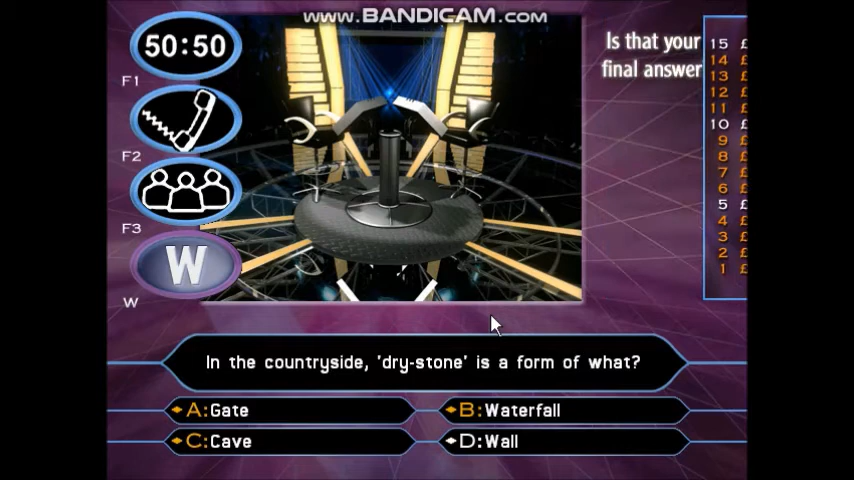 WWW.BANDICAM.COM
50:50
F1
F2
F3
W
W
Is that your
final answer
15 £
14 £
13 £
12 £
11 £
10 £
9 £
8 £
7 £
6 £
5 £
4 £
3 £
2 £
1 £
In the countryside, 'dry-stone' is a form of what?
A:Gate
B:Waterfall
C:Cave
D:Wall